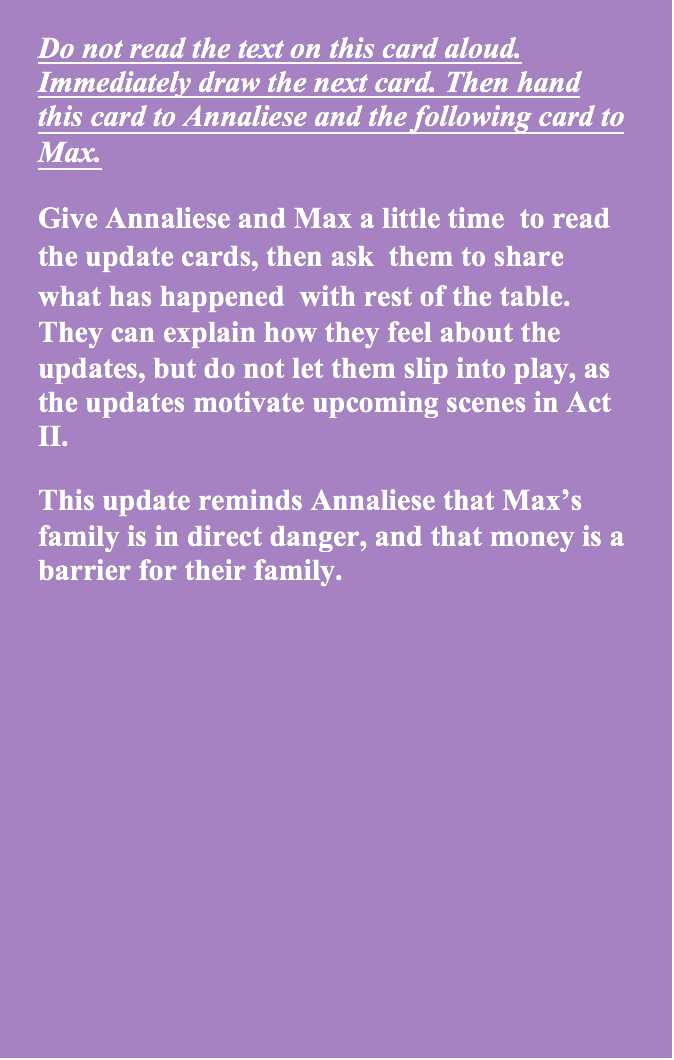 Do not read the text on this card aloud.
Immediately draw the next card. Then hand
this card to Annaliese and the following card to
Max.
Give Annaliese and Max a little time  to read
the update cards, then ask  them to share
what has happened  with rest of the table.
They can explain how they feel about the
updates, but do not let them slip into play, as
the updates motivate upcoming scenes in Act
II.
This update reminds Annaliese that Max’s
family is in direct danger, and that money is a
barrier for their family.